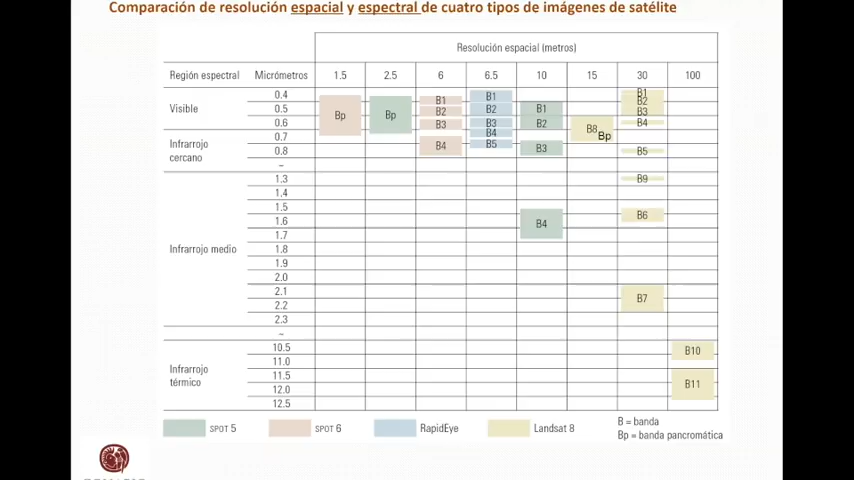 Comparación de resolución espacial y espectral de cuatro tipos de imágenes de satélite
Resolución espacial (metros)
Región espectral Micrómetros 1.5 2.5 6 6.5 10 15 30 100
Visible
0.4 B1 B1
0.5 Bp Bp B1 B2 B1 B2
0.6 B2 B3 B2 B3 B4
B3 B8 Bp
Infrarrojo cercano
0.7 B4
0.8 B4 B5 B3 B5
~
Infrarrojo medio
1.3 B9
1.4
1.5
1.6 B4 B6
1.7
1.8
1.9
2.0
2.1 B7
2.2
2.3
~
Infrarrojo térmico
10.5 B10
11.0
11.5 B11
12.0
12.5
SPOT 5 SPOT 6 RapidEye Landsat 8
B = banda
Bp = banda pancromática